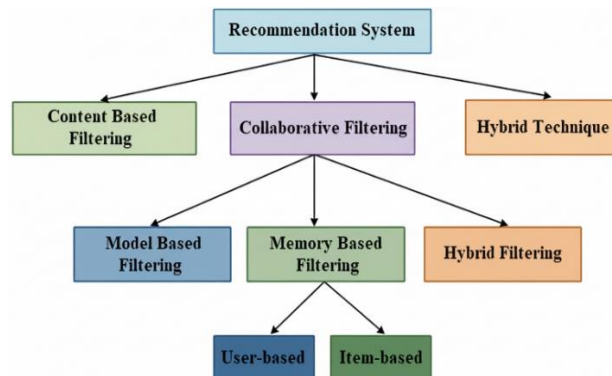 Recommendation System
Content Based
Filtering
Collaborative Filtering
Hybrid Technique
Model Based
Filtering
Memory Based
Filtering
Hybrid Filtering
User-based
Item-based